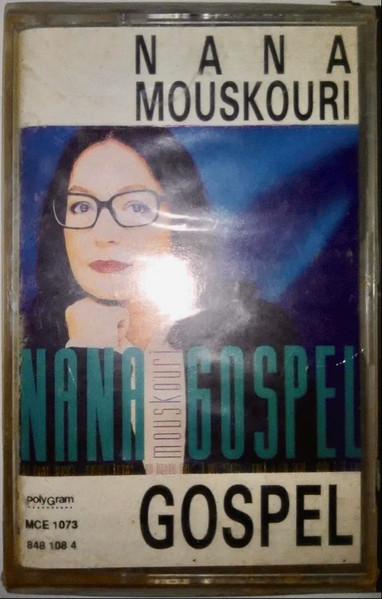 NANA
MOUSKOURI
NANA mouskouri GOSPEL
polyGram
MCE 1073
848 108 4
GOSPEL